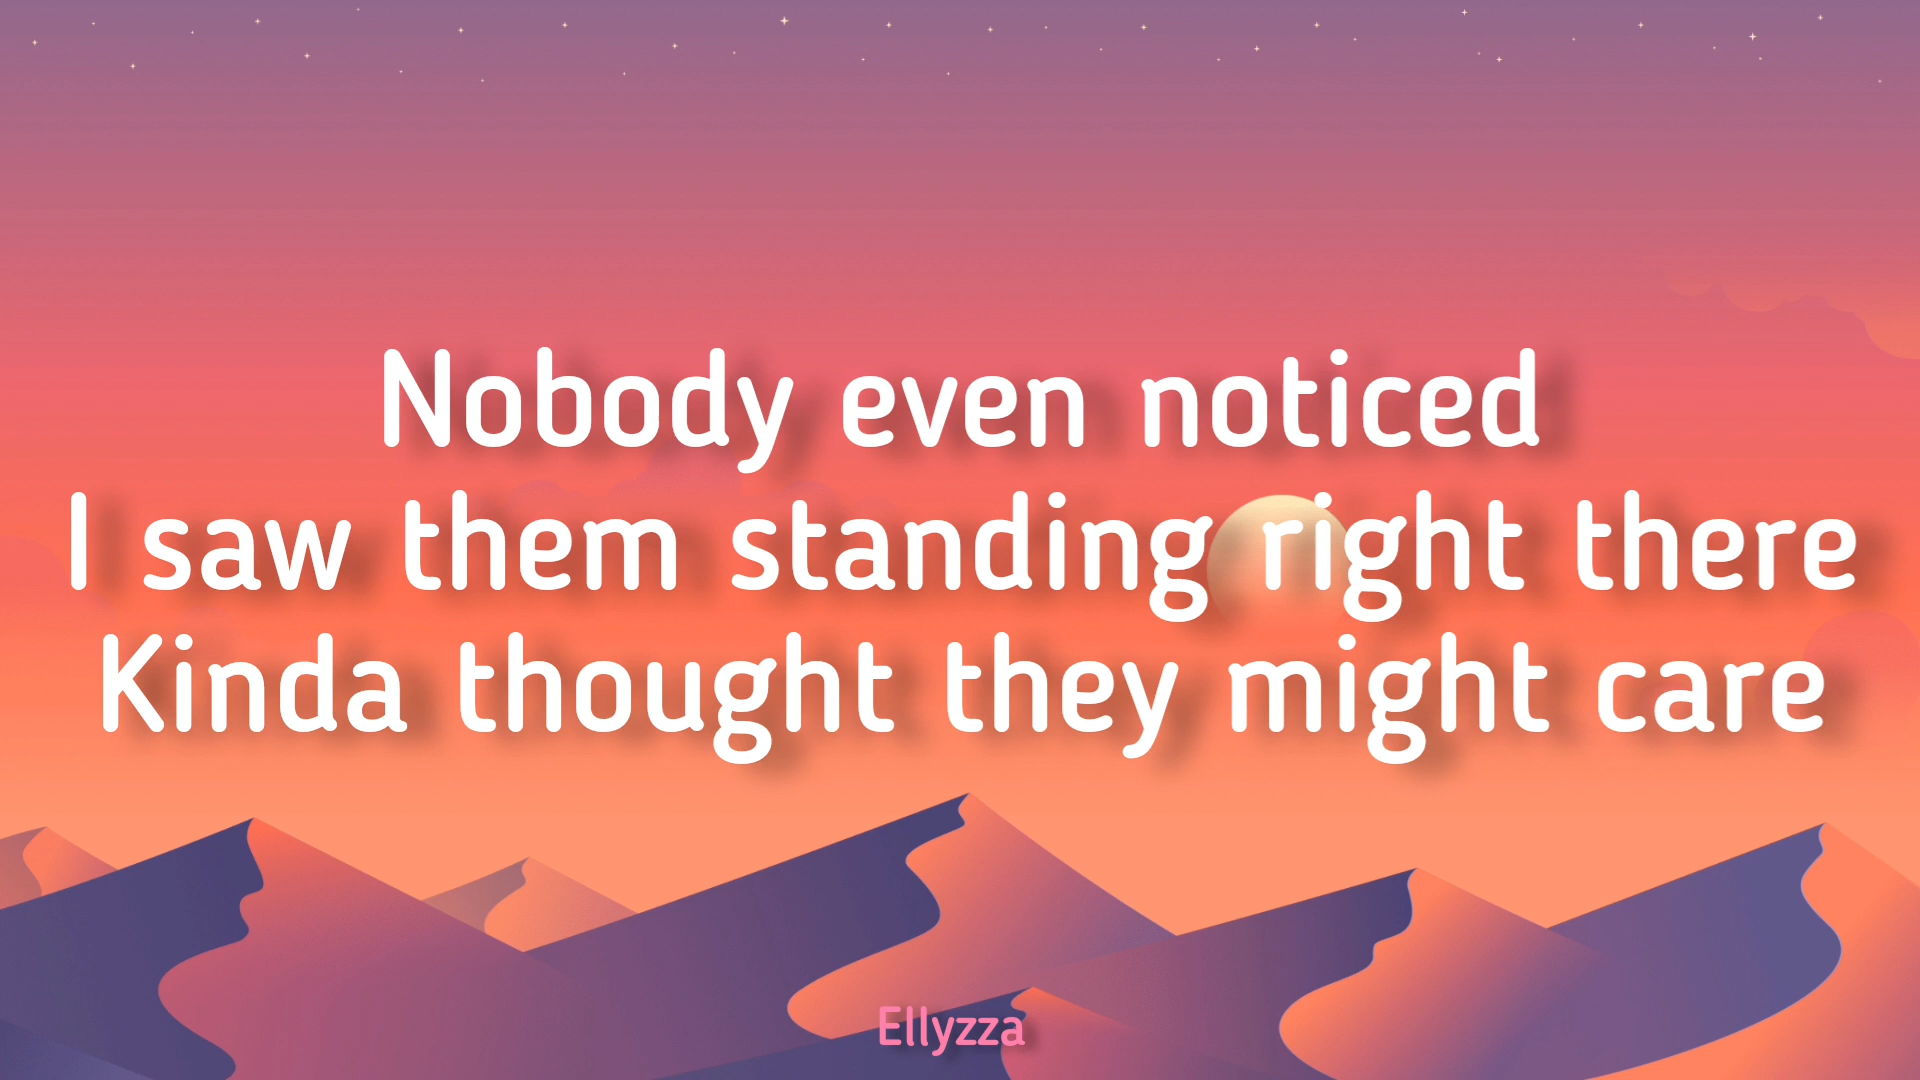 Nobody even noticed
I saw them standing right there
Kinda thought they might care
Ellyzza